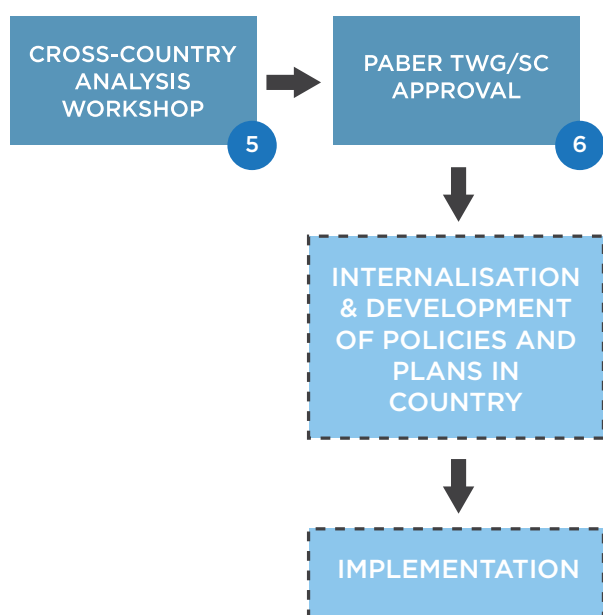 CROSS-COUNTRY
ANALYSIS
WORKSHOP
5
PABER TWG/SC
APPROVAL
6
INTERNALISATION
& DEVELOPMENT
OF POLICIES AND
PLANS IN
COUNTRY
IMPLEMENTATION